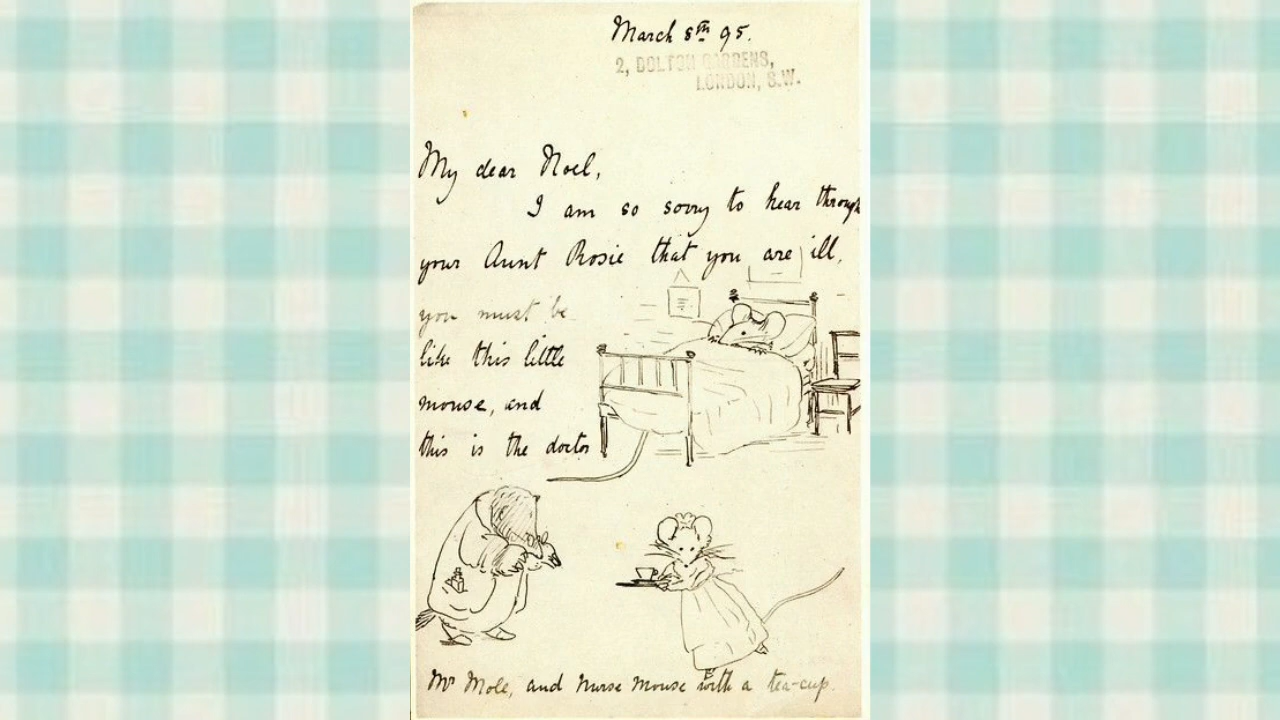 March 8th 95.
2, BOLTON GARDENS,
LONDON, S.W.
My dear Noel,
I am so sorry to hear through
your Aunt Rosie that you are ill,
you must be
like this little
mouse, and
this is the doctor
Mr Mole, and Nurse Mouse with a tea-cup.